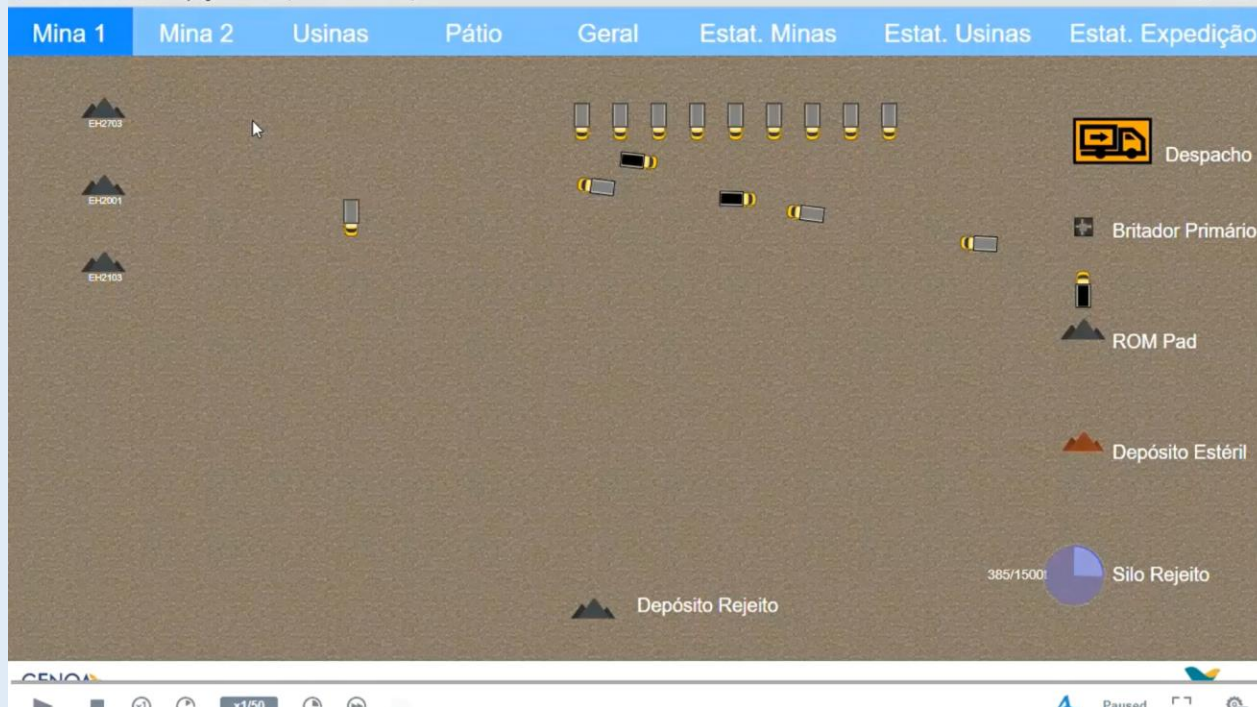 Mina 1 Mina 2 Usinas Pátio Geral Estat. Minas Estat. Usinas Estat. Expedição
EH2703
Despacho
EH2001
Britador Primário
EH2103
ROM Pad
Depósito Estéril
385/1500
Silo Rejeito
Depósito Rejeito
x1/50
Paused